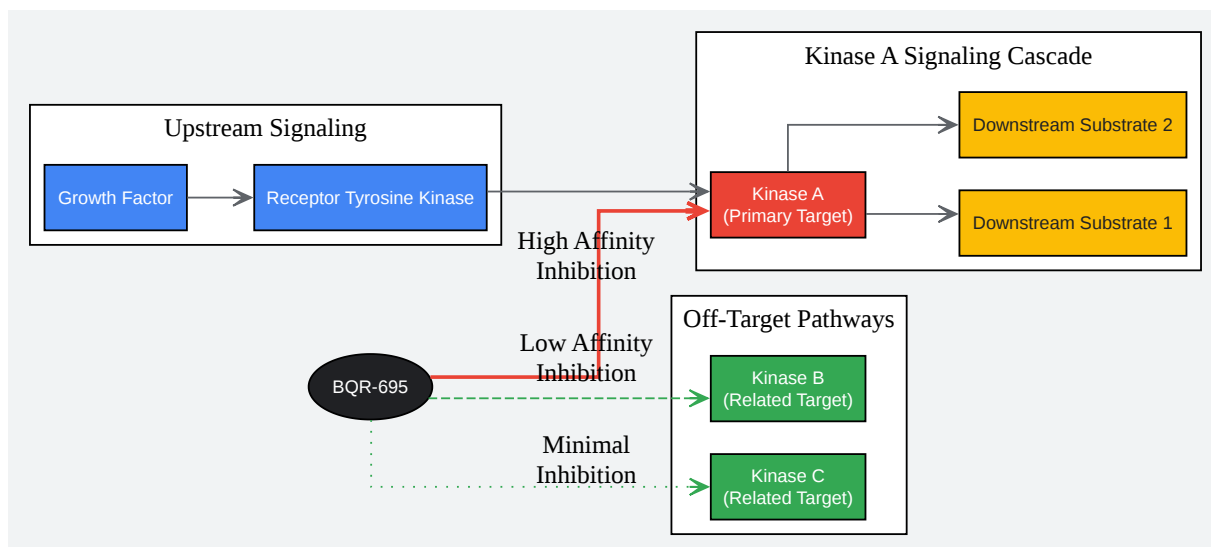 Kinase A Signaling Cascade
Upstream Signaling
Growth Factor
Receptor Tyrosine Kinase
Kinase A
(Primary Target)
Downstream Substrate 2
Downstream Substrate 1
High Affinity
Inhibition
Off-Target Pathways
Low Affinity
Inhibition
BQR-695
Kinase B
(Related Target)
Minimal
Inhibition
Kinase C
(Related Target)